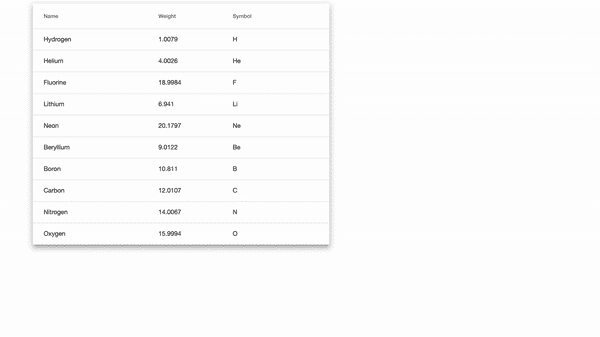 Name Weight Symbol
Hydrogen 1.0079 H
Helium 4.0026 He
Fluorine 18.9984 F
Lithium 6.941 Li
Neon 20.1797 Ne
Beryllium 9.0122 Be
Boron 10.811 B
Carbon 12.0107 C
Nitrogen 14.0067 N
Oxygen 15.9994 O